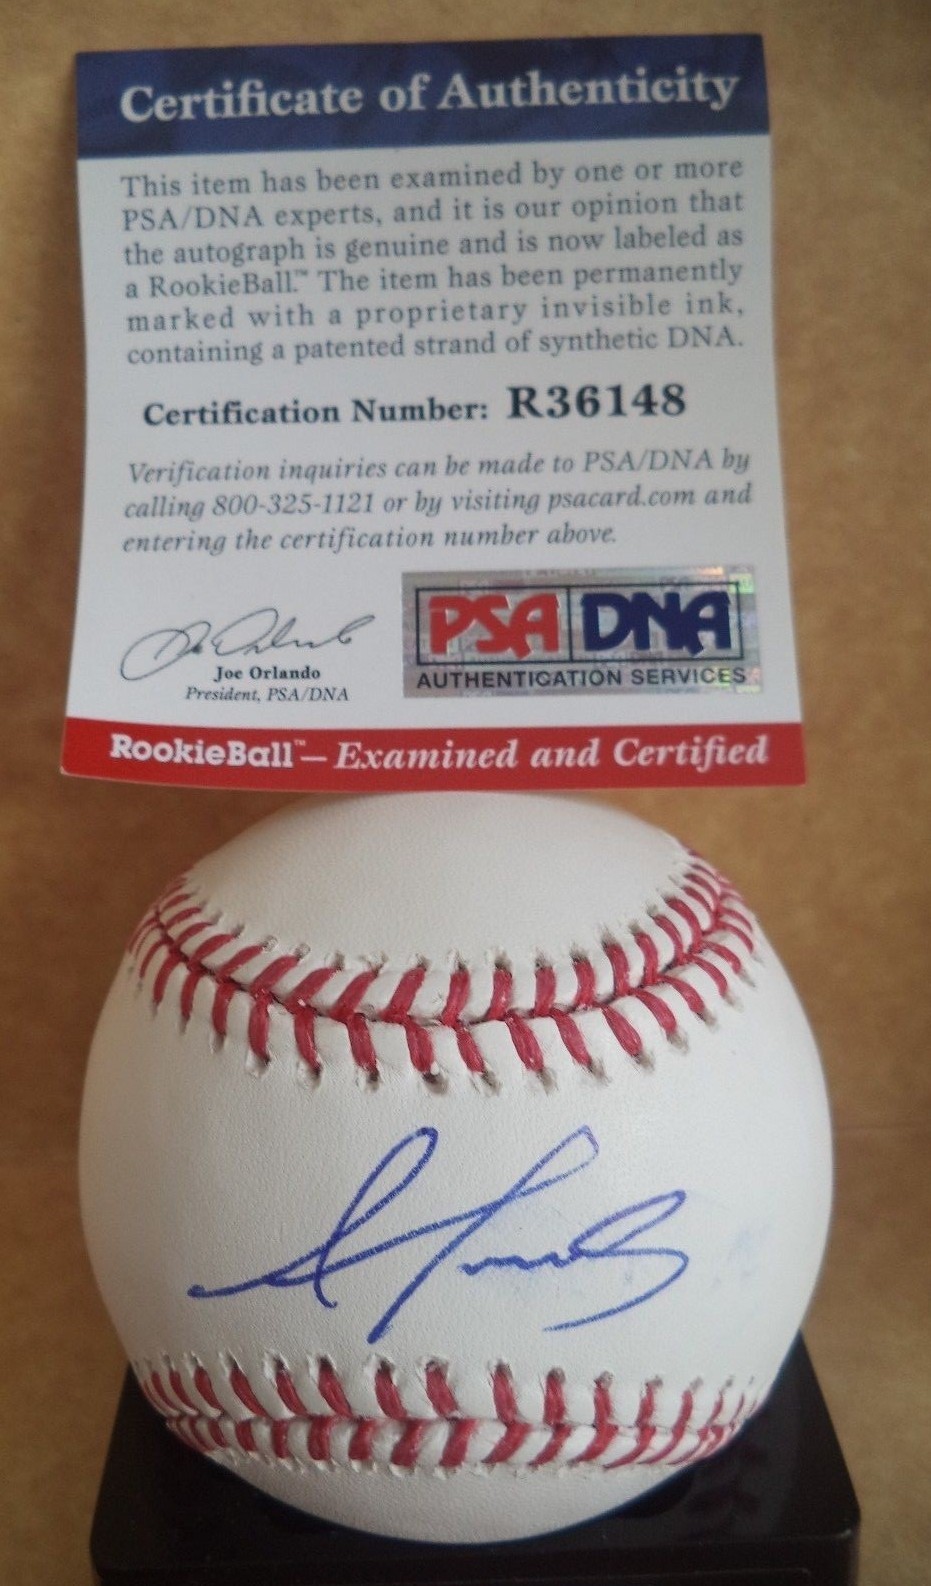 Certificate of Authenticity
This item has been examined by one or more
PSA/DNA experts, and it is our opinion that
the autograph is genuine and is now labeled as
a RookieBall.™ The item has been permanently
marked with a proprietary invisible ink,
containing a patented strand of synthetic DNA.
Certification Number: R36148
Verification inquiries can be made to PSA/DNA by
calling 800-325-1121 or by visiting psacard.com and
entering the certification number above.
PSA DNA
AUTHENTICATION SERVICES
Joe Orlando
President, PSA/DNA
RookieBall™— Examined and Certified